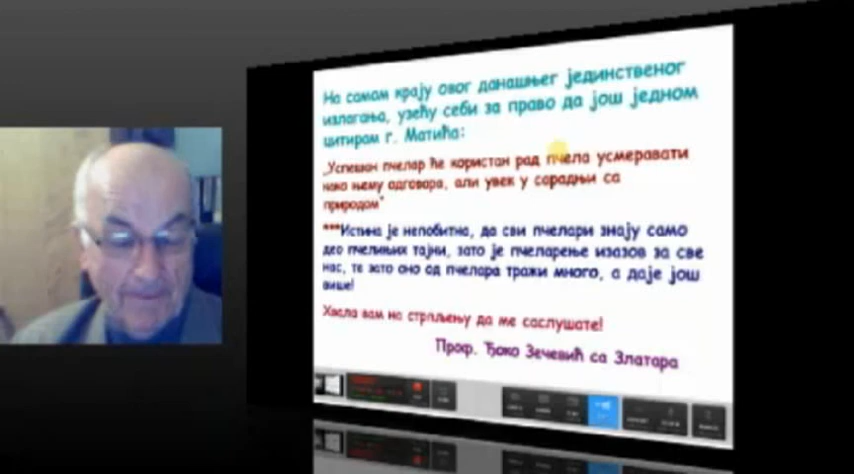 На самом крају овог данашњег јединственог
излагања, узећу себи за право да још једном
цитирам г. Матића:
„Успешан пчелар ће користан рад пчела усмеравати
како њему одговара, али увек у сарадњи са
природом"
***Истина је непобитна, да сви пчелари знају само
део пчелињих тајни, зато је пчеларење изазов за све
нас, те зато оно од пчелара тражи много, а даје још
више!
Хвала вам на стрпљењу да ме саслушате!
Проф. Ђоко Зечевић са Златара